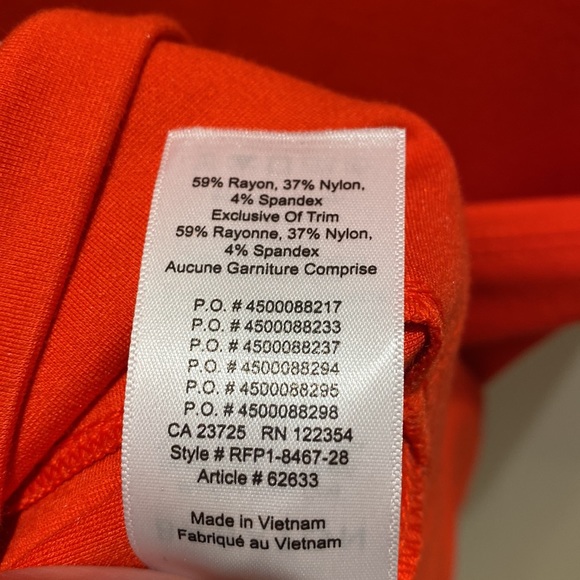 59% Rayon, 37% Nylon,
4% Spandex
Exclusive Of Trim
59% Rayonne, 37% Nylon,
4% Spandex
Aucune Garniture Comprise
P.O. # 4500088217
P.O. # 4500088233
P.O. # 4500088237
P.O. # 4500088294
P.O. # 4500088295
P.O. # 4500088298
CA 23725 RN 122354
Style # RFP1-8467-28
Article # 62633
Made in Vietnam
Fabriqué au Vietnam